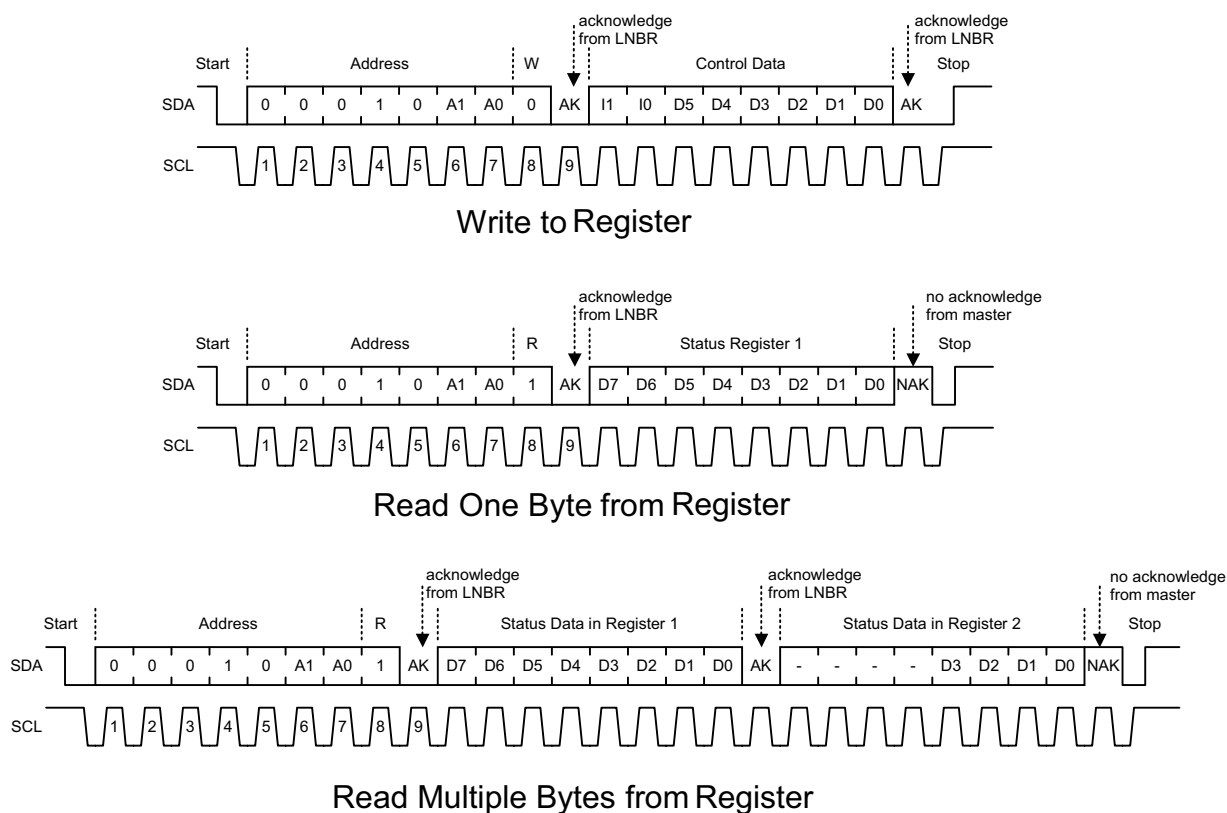 acknowledge
from LNBR
acknowledge
from LNBR
Start Address W Control Data Stop
SDA 0 0 0 1 0 A1 A0 0 AK I1 I0 D5 D4 D3 D2 D1 D0 AK
SCL 1 2 3 4 5 6 7 8 9
Write to Register
acknowledge
from LNBR
no acknowledge
from master
Start Address R Status Register 1 Stop
SDA 0 0 0 1 0 A1 A0 1 AK D7 D6 D5 D4 D3 D2 D1 D0 NAK
SCL 1 2 3 4 5 6 7 8 9
Read One Byte from Register
acknowledge
from LNBR
acknowledge
from LNBR
no acknowledge
from master
Start Address R Status Data in Register 1 Status Data in Register 2 Stop
SDA 0 0 0 1 0 A1 A0 1 AK D7 D6 D5 D4 D3 D2 D1 D0 AK - - - - D3 D2 D1 D0 NAK
SCL 1 2 3 4 5 6 7 8 9
Read Multiple Bytes from Register